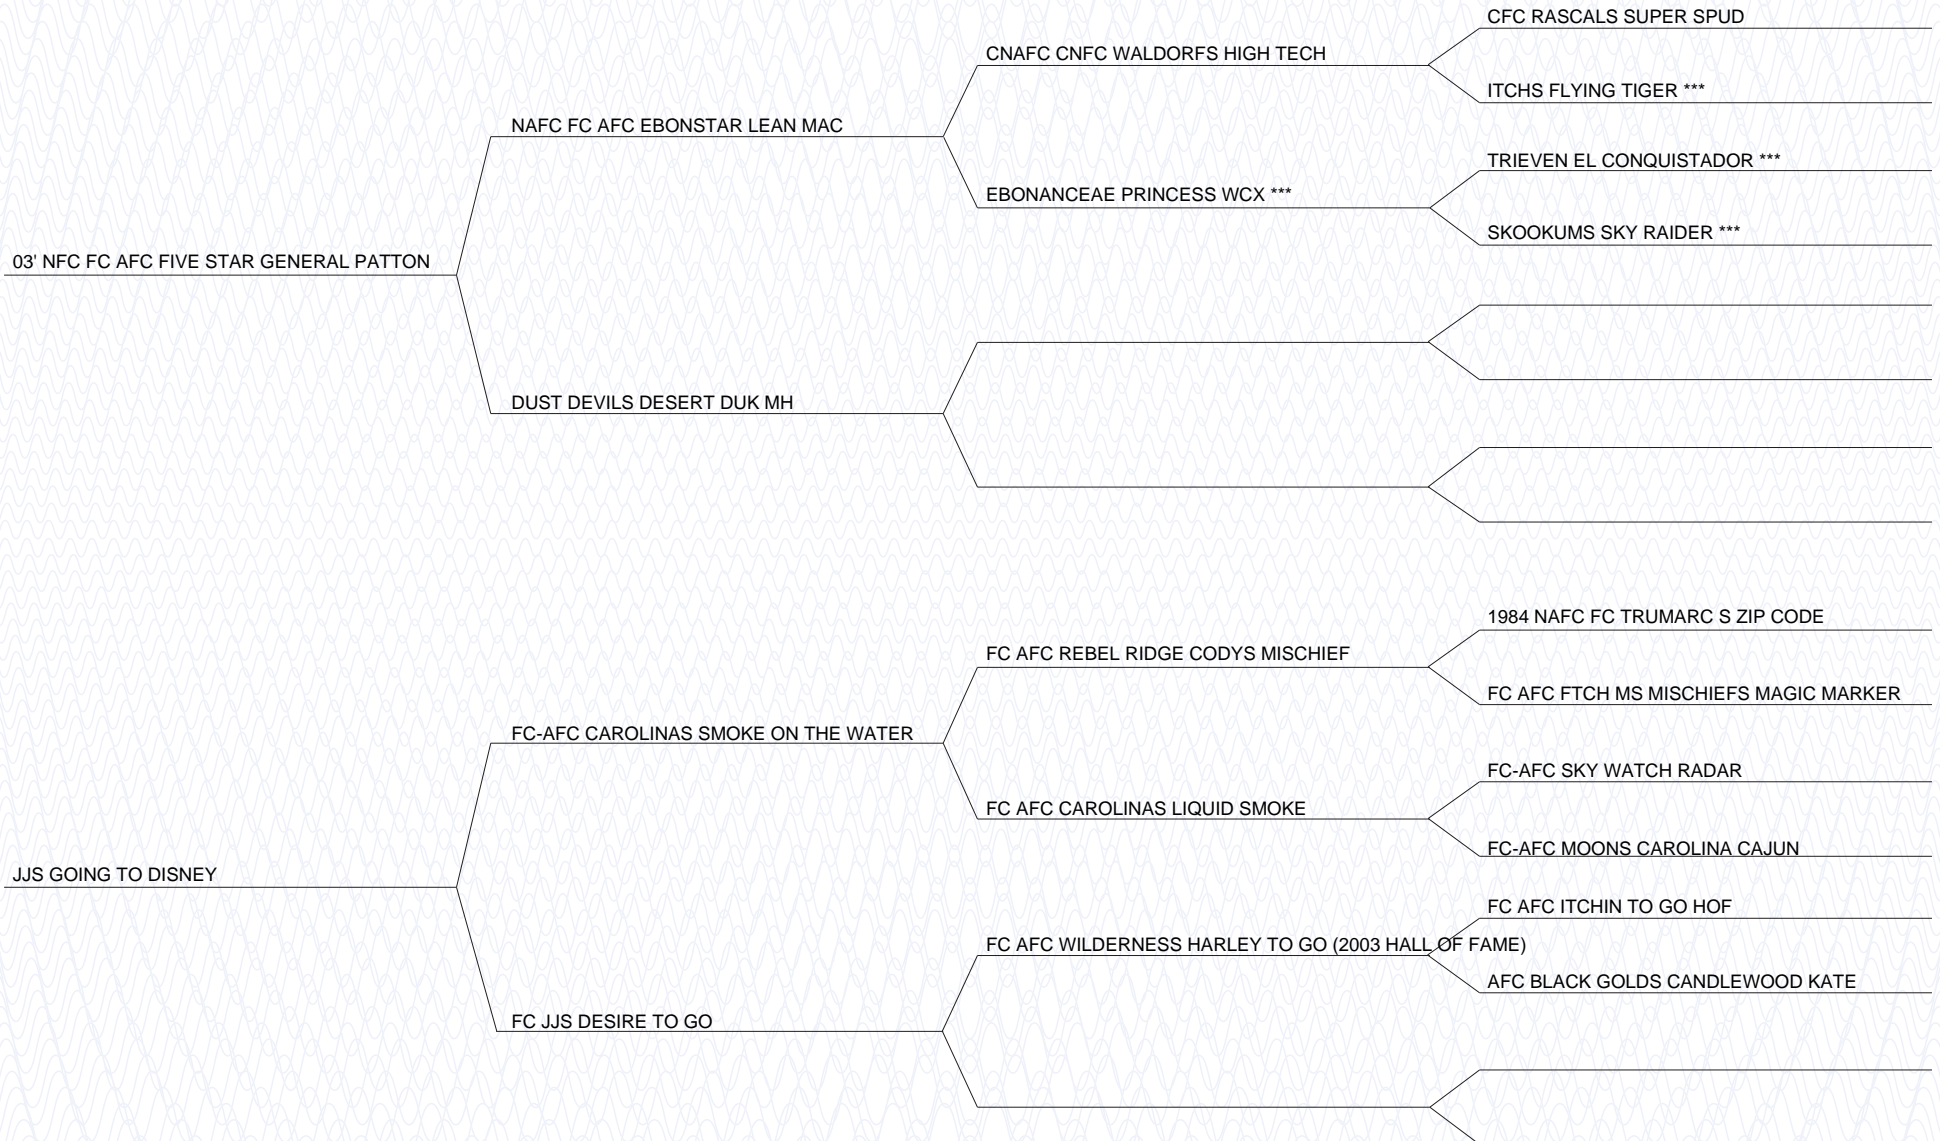 CFC RASCALS SUPER SPUD
CNAFC CNFC WALDORFS HIGH TECH
ITCHS FLYING TIGER ***
NAFC FC AFC EBONSTAR LEAN MAC
TRIEVEN EL CONQUISTADOR ***
EBONANCEAE PRINCESS WCX ***
SKOOKUMS SKY RAIDER ***
03' NFC FC AFC FIVE STAR GENERAL PATTON
DUST DEVILS DESERT DUK MH
1984 NAFC FC TRUMARC S ZIP CODE
FC AFC REBEL RIDGE CODYS MISCHIEF
FC AFC FTCH MS MISCHIEFS MAGIC MARKER
FC-AFC CAROLINAS SMOKE ON THE WATER
FC-AFC SKY WATCH RADAR
FC AFC CAROLINAS LIQUID SMOKE
FC-AFC MOONS CAROLINA CAJUN
JJS GOING TO DISNEY
FC AFC ITCHIN TO GO HOF
FC AFC WILDERNESS HARLEY TO GO (2003 HALL OF FAME)
AFC BLACK GOLDS CANDLEWOOD KATE
FC JJS DESIRE TO GO